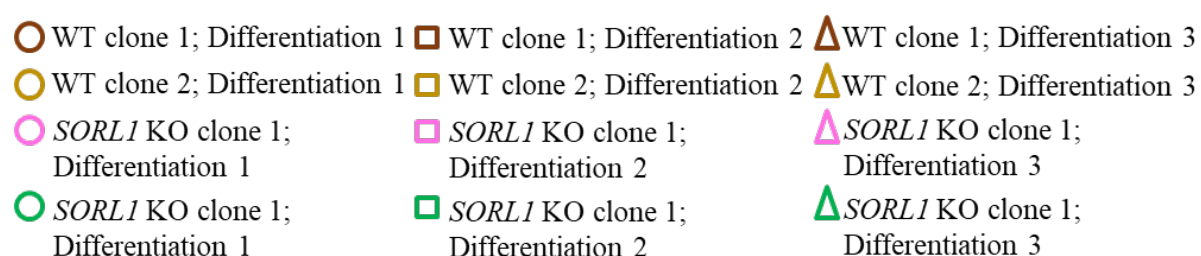 WT clone 1; Differentiation 1 WT clone 1; Differentiation 2 WT clone 1; Differentiation 3
WT clone 2; Differentiation 1 WT clone 2; Differentiation 2 WT clone 2; Differentiation 3
SORL1 KO clone 1; SORL1 KO clone 1; SORL1 KO clone 1;
Differentiation 1 Differentiation 2 Differentiation 3
SORL1 KO clone 1; SORL1 KO clone 1; SORL1 KO clone 1;
Differentiation 1 Differentiation 2 Differentiation 3